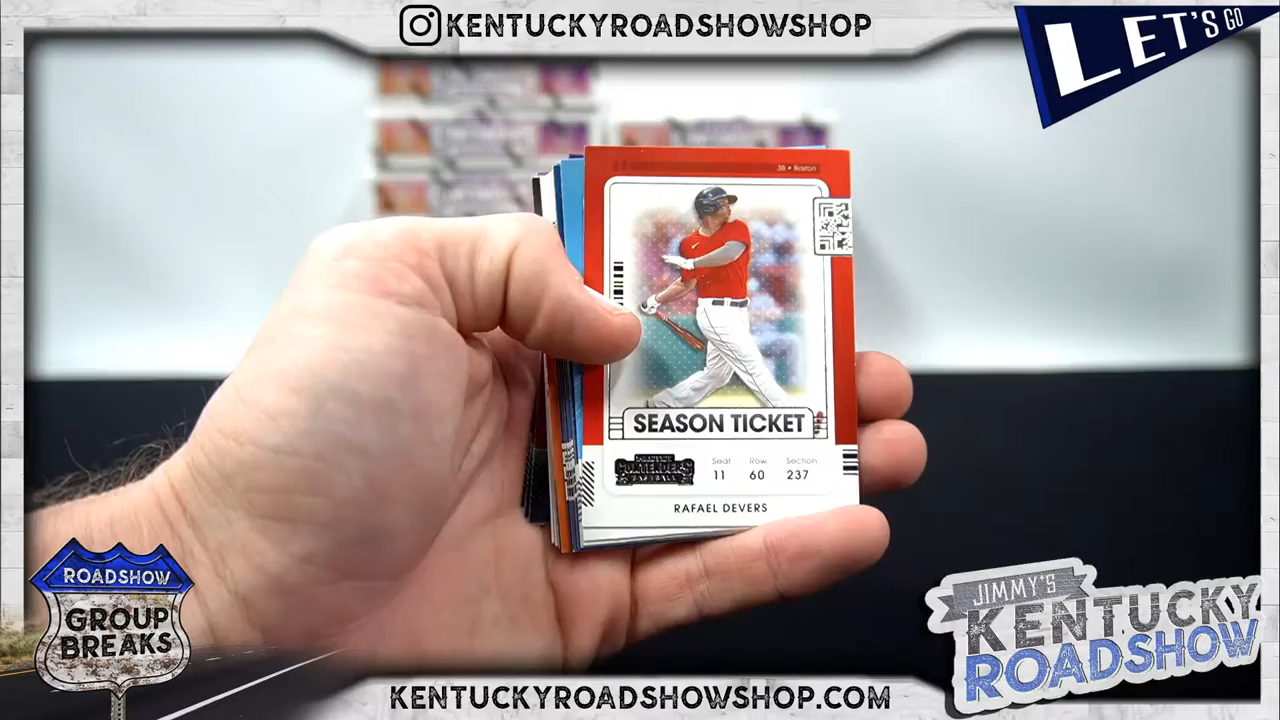 KENTUCKYROADSHOWSHOP
LET'S GO
3B • Boston
SEASON TICKET
CONTENDERS
BASEBALL
Seat Row Section
11 60 237
RAFAEL DEVERS
ROADSHOW
GROUP
BREAKS
JIMMY'S
KENTUCKY
ROADSHOW
KENTUCKYROADSHOWSHOP.COM